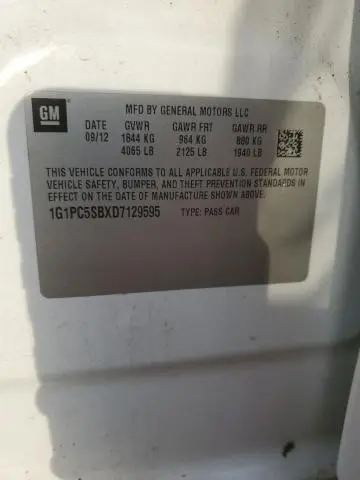 GM
MFD BY GENERAL MOTORS LLC
DATE GVWR GAWR FRT GAWR RR
09/12 1844 KG 964 KG 880 KG
4065 LB 2125 LB 1940 LB
THIS VEHICLE CONFORMS TO ALL APPLICABLE U.S. FEDERAL MOTOR
VEHICLE SAFETY, BUMPER, AND THEFT PREVENTION STANDARDS IN
EFFECT ON THE DATE OF MANUFACTURE SHOWN ABOVE.
1G1PC5SBXD7129595 TYPE: PASS CAR